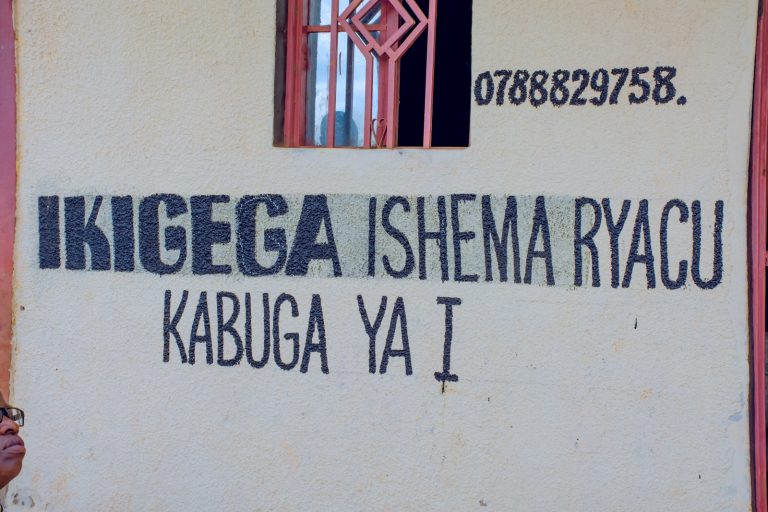 0788829758.
IKIGEGA ISHEMA RYACU
KABUGA YA I